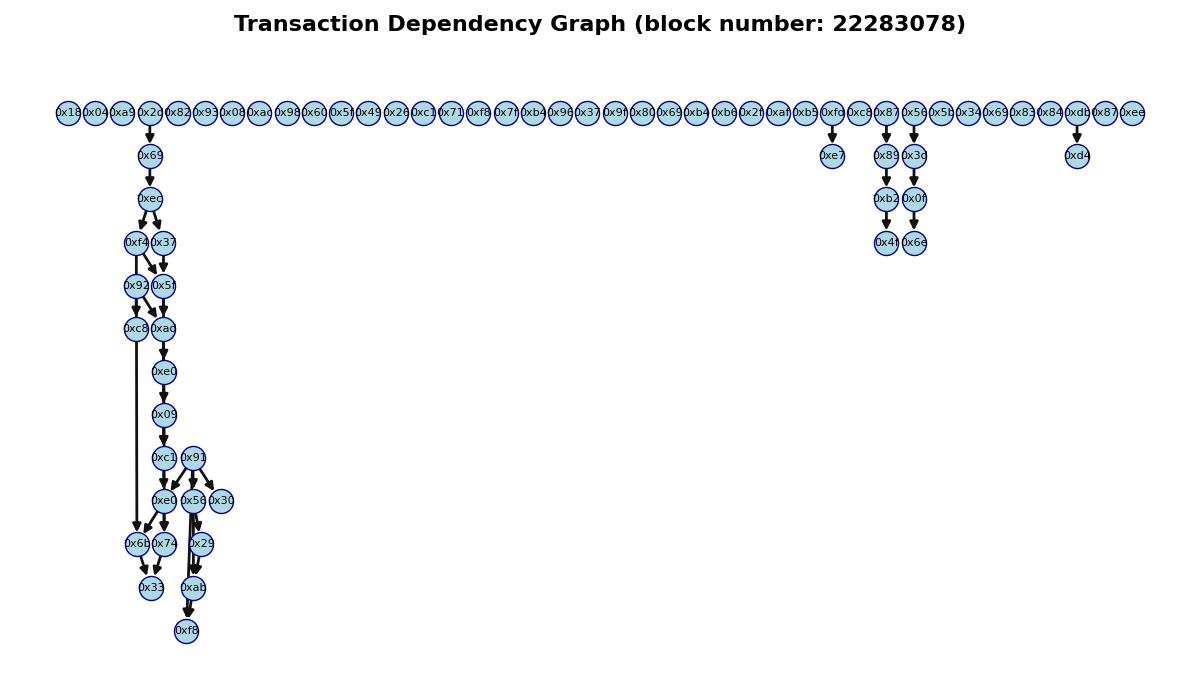 Transaction Dependency Graph (block number: 22283078)
0x18 0x04 0xa9 0x2d 0x82 0x93 0x08 0xac 0x98 0x60 0x5f 0x49 0x26 0xc1 0x71 0xf8 0x7f 0xb4 0x96 0x37 0x9f 0x80 0x69 0xb4 0xb6 0x2f 0xaf 0xb5 0xfd 0xc8 0x87 0x56 0x5b 0x34 0x69 0x83 0x84 0xdb 0x87 0xee
0x69 0xe7 0x89 0x3d 0xd4
0xec 0xb2 0x0f
0xf4 0x37 0x4f 0x6e
0x92 0x5f
0xc8 0xad
0xe0
0x09
0xc1 0x91
0xe0 0x56 0x30
0x6b 0x74 0x29
0x33 0xab
0xf8